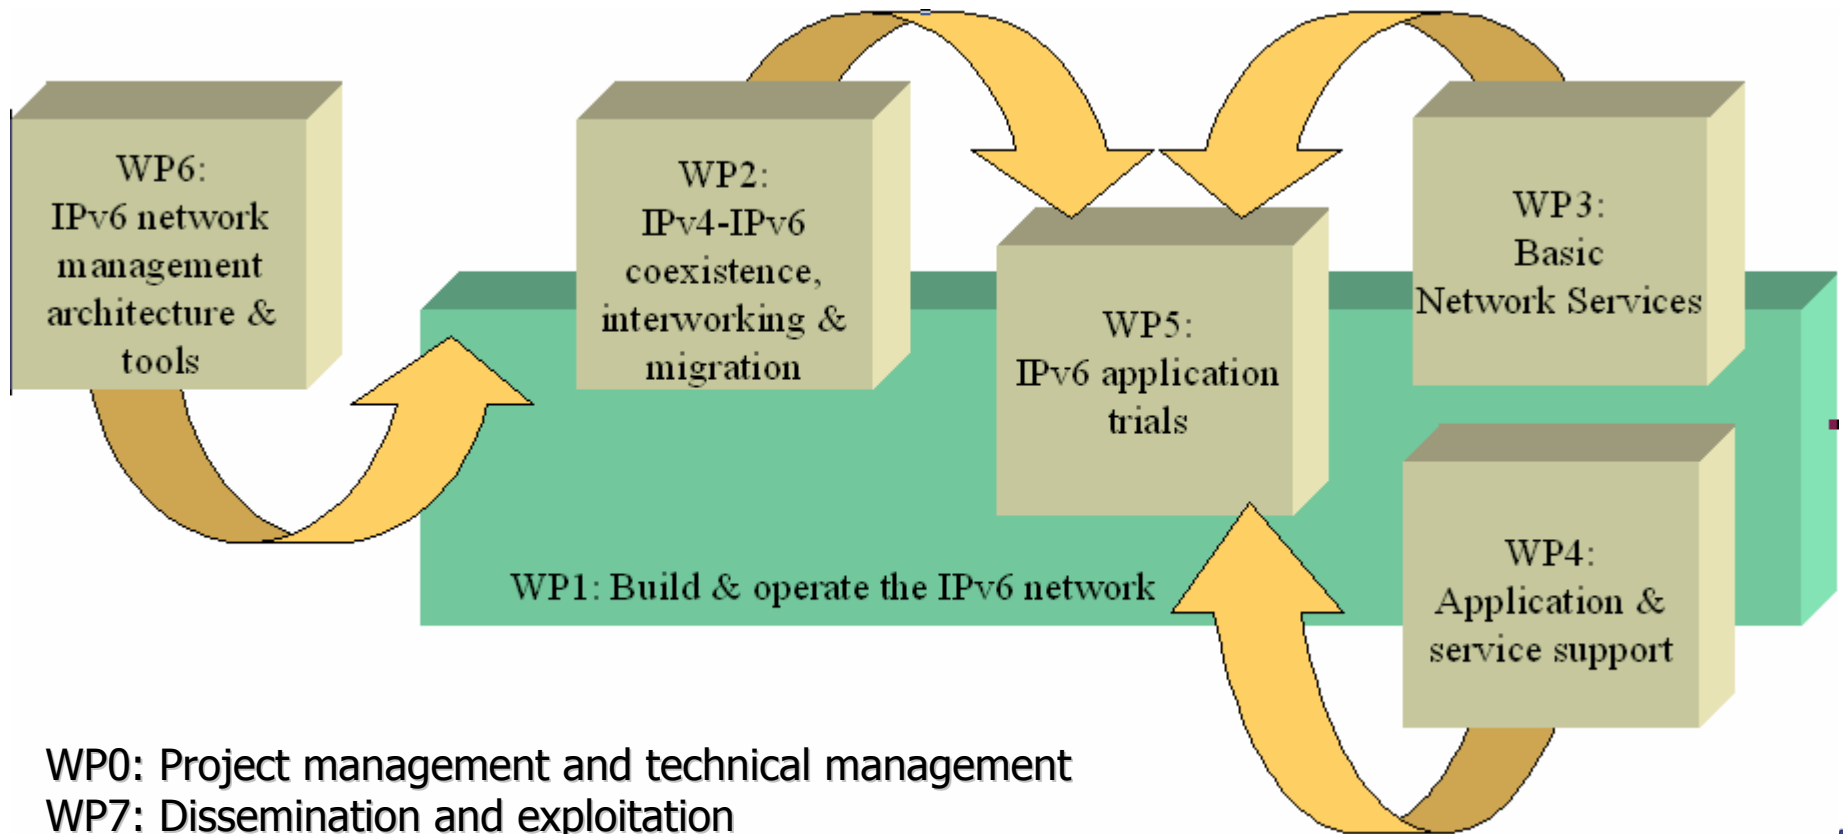 WP6:
IPv6 network
management
architecture &
tools
WP2:
IPv4-IPv6
coexistence,
interworking &
migration
WP5:
IPv6 application
trials
WP3:
Basic
Network Services
WP4:
Application &
service support
WP1: Build & operate the IPv6 network
WP0: Project management and technical management
WP7: Dissemination and exploitation